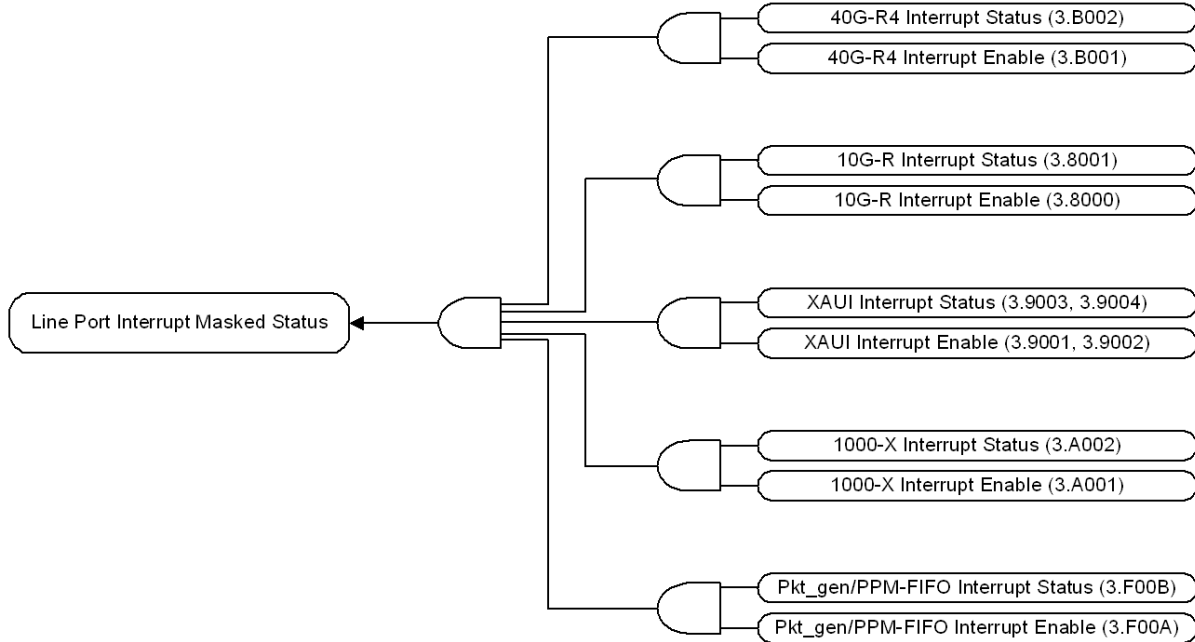 40G-R4 Interrupt Status (3.B002)
40G-R4 Interrupt Enable (3.B001)
10G-R Interrupt Status (3.8001)
10G-R Interrupt Enable (3.8000)
Line Port Interrupt Masked Status
XAUI Interrupt Status (3.9003, 3.9004)
XAUI Interrupt Enable (3.9001, 3.9002)
1000-X Interrupt Status (3.A002)
1000-X Interrupt Enable (3.A001)
Pkt_gen/PPM-FIFO Interrupt Status (3.F00B)
Pkt_gen/PPM-FIFO Interrupt Enable (3.F00A)